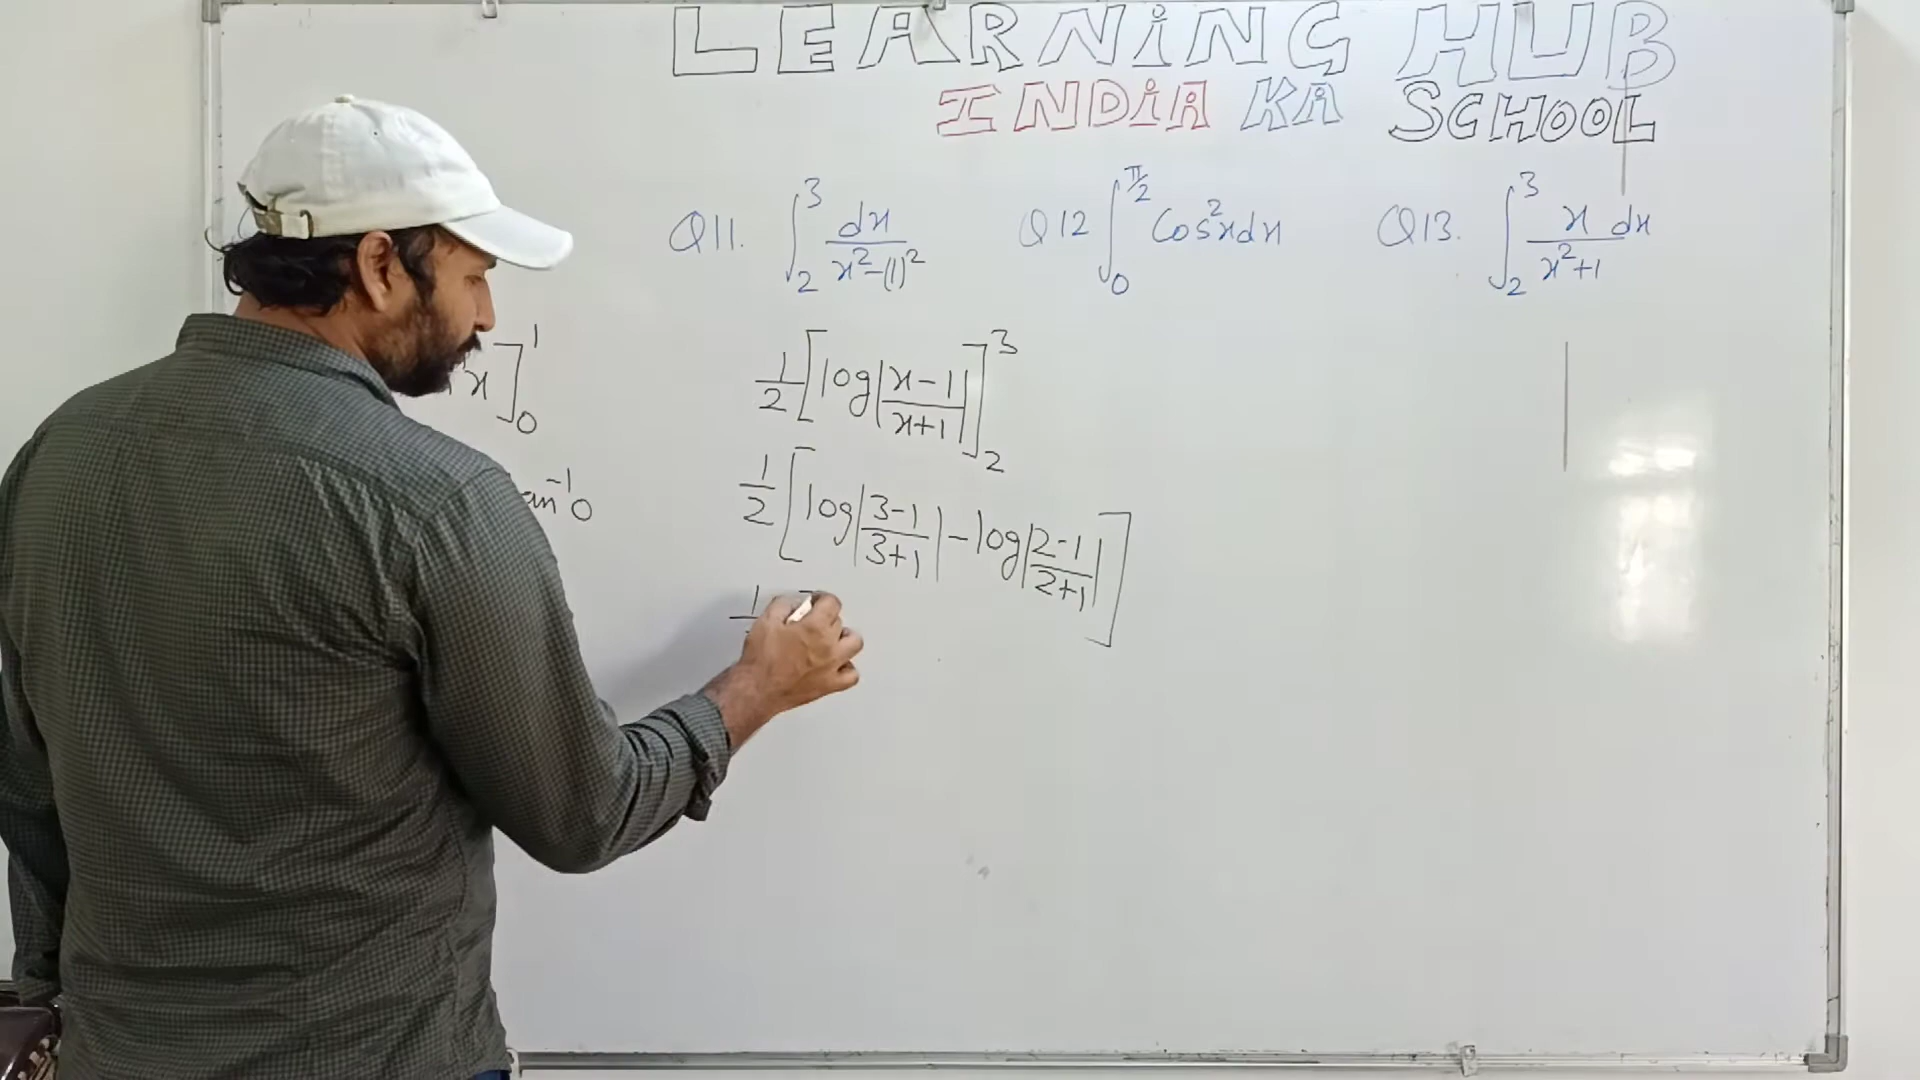 LEARNING HUB
INDIA KA SCHOOL
Q11. ∫₂³ dx/(x²-(1)²)
Q12 ∫₀^(π/2) Cos²x dx
Q13. ∫₂³ x dx/(x²+1)
x]₀¹
1/2 [log|(x-1)/(x+1)|]₂³
an⁻¹0
1/2 [log|(3-1)/(3+1)| - log|(2-1)/(2+1)|]
1